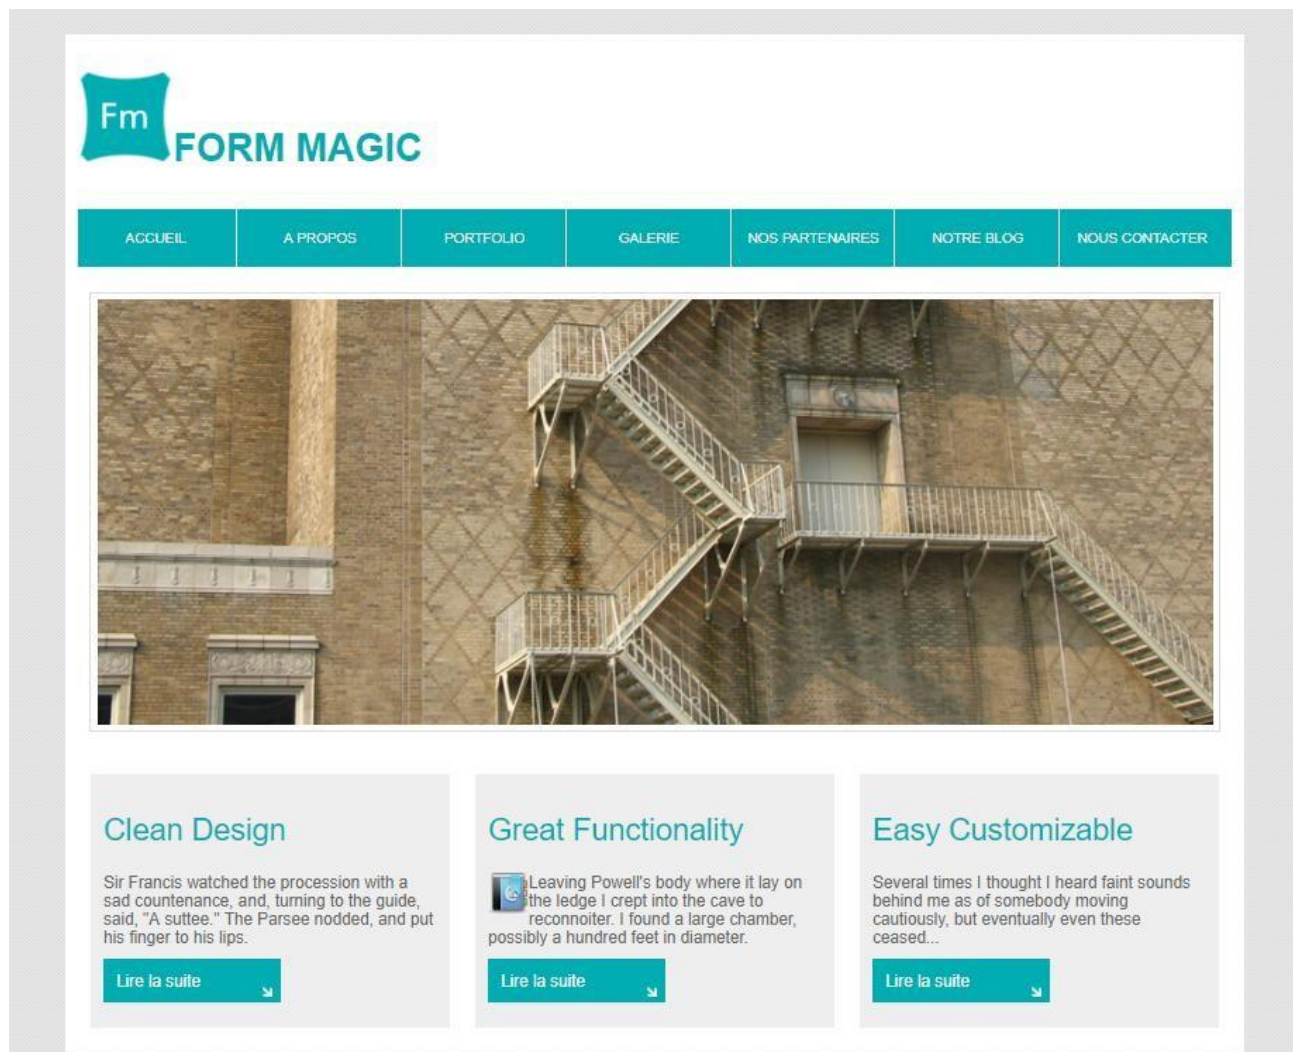 Fm
FORM MAGIC
ACCUEIL
A PROPOS
PORTFOLIO
GALERIE
NOS PARTENAIRES
NOTRE BLOG
NOUS CONTACTER
Clean Design
Sir Francis watched the procession with a
sad countenance, and, turning to the guide,
said, "A suttee." The Parsee nodded, and put
his finger to his lips.
Lire la suite
Great Functionality
Leaving Powell's body where it lay on
the ledge I crept into the cave to
reconnoiter. I found a large chamber,
possibly a hundred feet in diameter.
Lire la suite
Easy Customizable
Several times I thought I heard faint sounds
behind me as of somebody moving
cautiously, but eventually even these
ceased...
Lire la suite